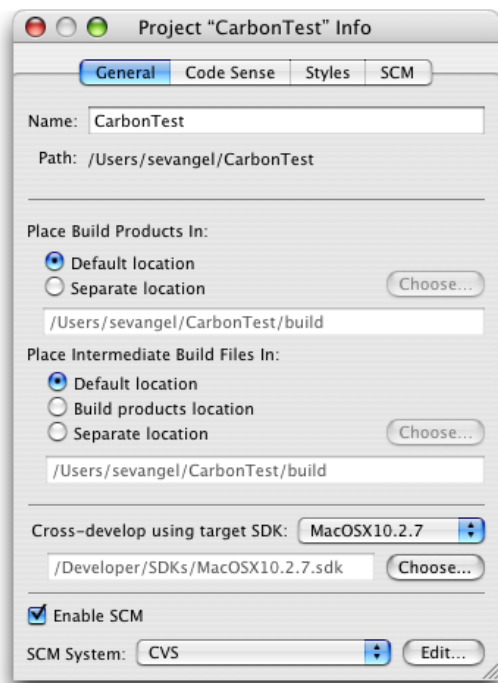 Project “CarbonTest” Info
General Code Sense Styles SCM
Name: CarbonTest
Path: /Users/sevangel/CarbonTest
Place Build Products In:
Default location
Separate location
Choose...
/Users/sevangel/CarbonTest/build
Place Intermediate Build Files In:
Default location
Build products location
Separate location
Choose...
/Users/sevangel/CarbonTest/build
Cross-develop using target SDK: MacOSX10.2.7
/Developer/SDKs/MacOSX10.2.7.sdk Choose...
Enable SCM
SCM System: CVS Edit...